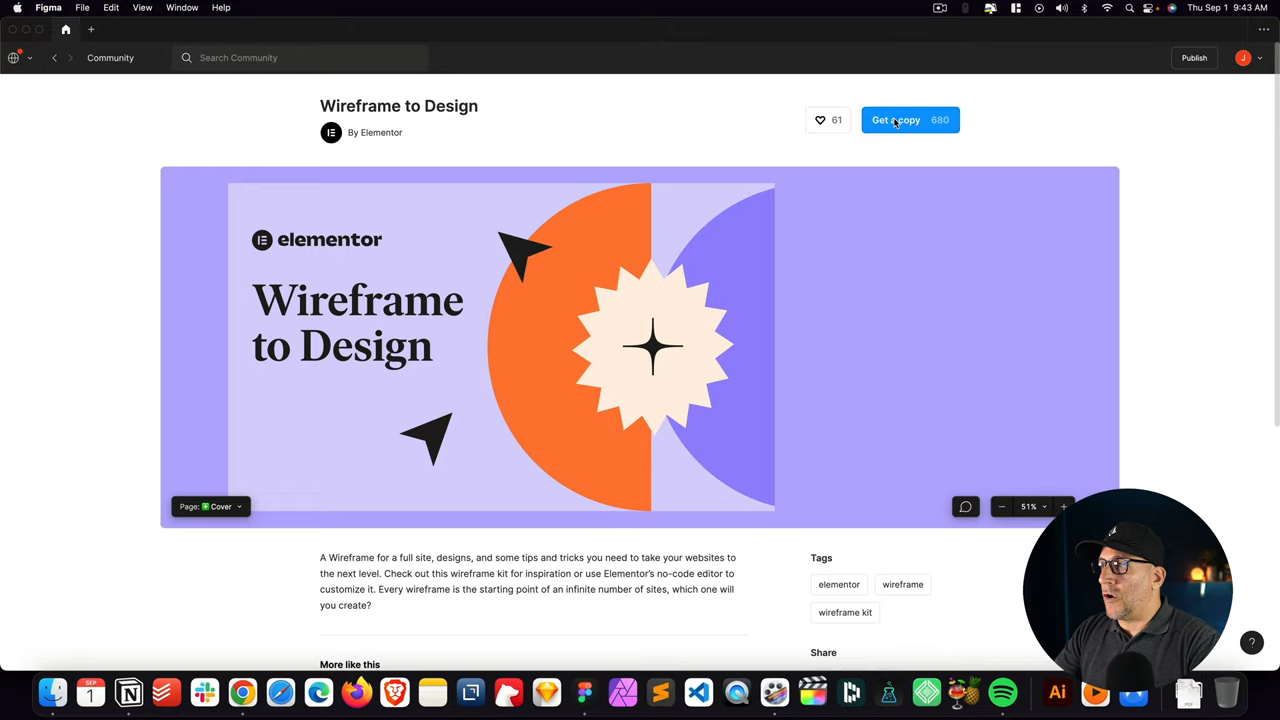 Figma File Edit View Window Help
Thu Sep 1 9:43 AM
Community
Search Community
Publish
J
Wireframe to Design
By Elementor
61
Get a copy 680
elementor
Wireframe
to Design
Page: Cover
51%
A Wireframe for a full site, designs, and some tips and tricks you need to take your websites to
the next level. Check out this wireframe kit for inspiration or use Elementor's no-code editor to
customize it. Every wireframe is the starting point of an infinite number of sites, which one will
you create?
Tags
elementor
wireframe
wireframe kit
Share
More like this
?
SEP
1
Ai
PDF